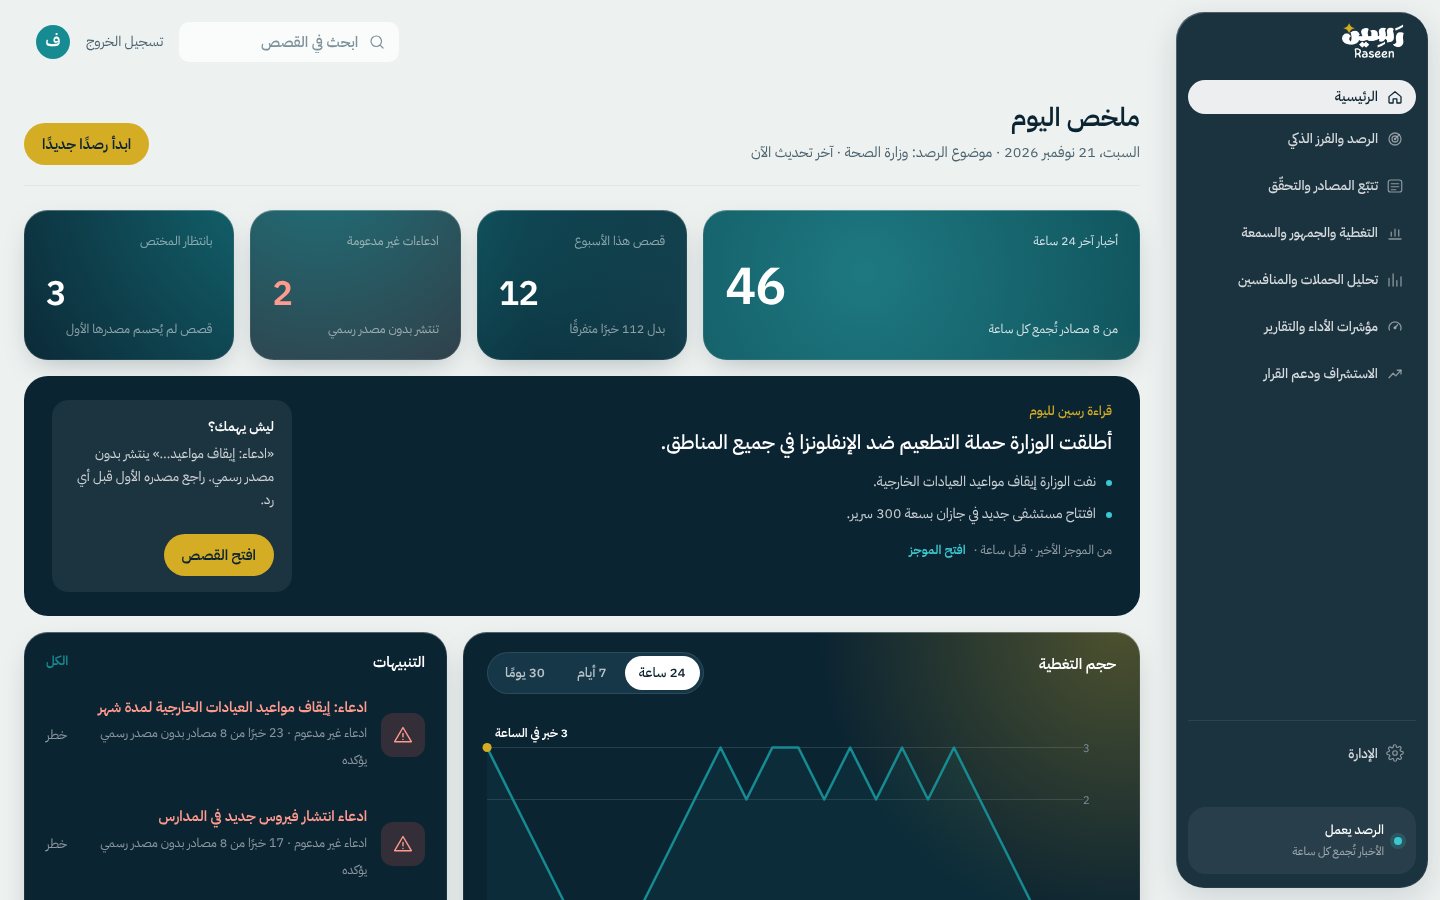 رسين
Raseen
الرئيسية
الرصد والفرز الذكي
تتبّع المصادر والتحقّق
التغطية والجمهور والسمعة
تحليل الحملات والمنافسين
مؤشرات الأداء والتقارير
الاستشراف ودعم القرار
الإدارة
الرصد يعمل
الأخبار تُجمع كل ساعة
ابحث في القصص
تسجيل الخروج
ف
ملخص اليوم
السبت، 21 نوفمبر 2026 · موضوع الرصد: وزارة الصحة · آخر تحديث الآن
ابدأ رصدًا جديدًا
أخبار آخر 24 ساعة
46
من 8 مصادر تُجمع كل ساعة
قصص هذا الأسبوع
12
بدل 112 خبرًا متفرقًا
ادعاءات غير مدعومة
2
تنتشر بدون مصدر رسمي
بانتظار المختص
3
قصص لم يُحسم مصدرها الأول
قراءة رسين لليوم
أطلقت الوزارة حملة التطعيم ضد الإنفلونزا في جميع المناطق.
نفت الوزارة إيقاف مواعيد العيادات الخارجية.
افتتاح مستشفى جديد في جازان بسعة 300 سرير.
من الموجز الأخير · قبل ساعة · افتح الموجز
ليش يهمك؟
«ادعاء: إيقاف مواعيد…» ينتشر بدون
مصدر رسمي. راجع مصدره الأول قبل أي
رد.
افتح القصص
حجم التغطية
24 ساعة
7 أيام
30 يومًا
3 خبر في الساعة
3
2
التنبيهات
الكل
ادعاء: إيقاف مواعيد العيادات الخارجية لمدة شهر
ادعاء غير مدعوم · 23 خبرًا من 8 مصادر بدون مصدر رسمي
يؤكده
خطر
ادعاء انتشار فيروس جديد في المدارس
ادعاء غير مدعوم · 17 خبرًا من 8 مصادر بدون مصدر رسمي
يؤكده
خطر